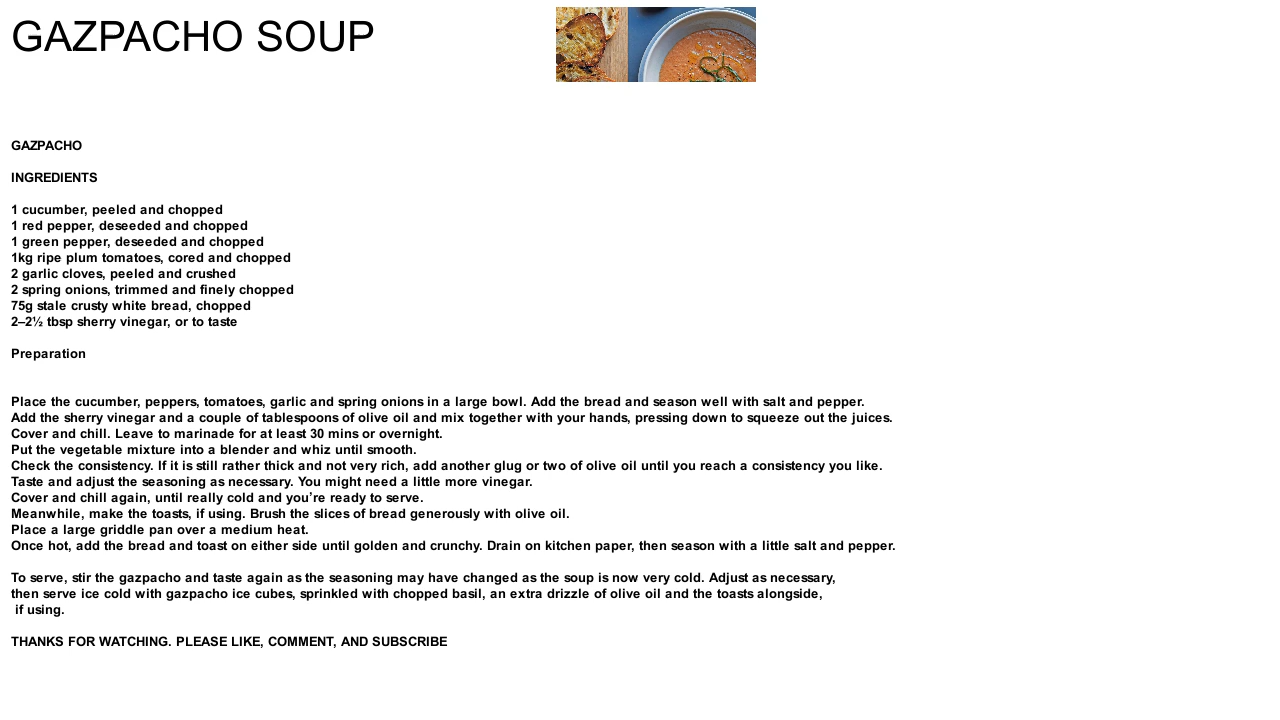 GAZPACHO SOUP
GAZPACHO
INGREDIENTS
1 cucumber, peeled and chopped
1 red pepper, deseeded and chopped
1 green pepper, deseeded and chopped
1kg ripe plum tomatoes, cored and chopped
2 garlic cloves, peeled and crushed
2 spring onions, trimmed and finely chopped
75g stale crusty white bread, chopped
2–2½ tbsp sherry vinegar, or to taste
Preparation
Place the cucumber, peppers, tomatoes, garlic and spring onions in a large bowl. Add the bread and season well with salt and pepper.
Add the sherry vinegar and a couple of tablespoons of olive oil and mix together with your hands, pressing down to squeeze out the juices.
Cover and chill. Leave to marinade for at least 30 mins or overnight.
Put the vegetable mixture into a blender and whiz until smooth.
Check the consistency. If it is still rather thick and not very rich, add another glug or two of olive oil until you reach a consistency you like.
Taste and adjust the seasoning as necessary. You might need a little more vinegar.
Cover and chill again, until really cold and you’re ready to serve.
Meanwhile, make the toasts, if using. Brush the slices of bread generously with olive oil.
Place a large griddle pan over a medium heat.
Once hot, add the bread and toast on either side until golden and crunchy. Drain on kitchen paper, then season with a little salt and pepper.
To serve, stir the gazpacho and taste again as the seasoning may have changed as the soup is now very cold. Adjust as necessary,
then serve ice cold with gazpacho ice cubes, sprinkled with chopped basil, an extra drizzle of olive oil and the toasts alongside,
if using.
THANKS FOR WATCHING. PLEASE LIKE, COMMENT, AND SUBSCRIBE